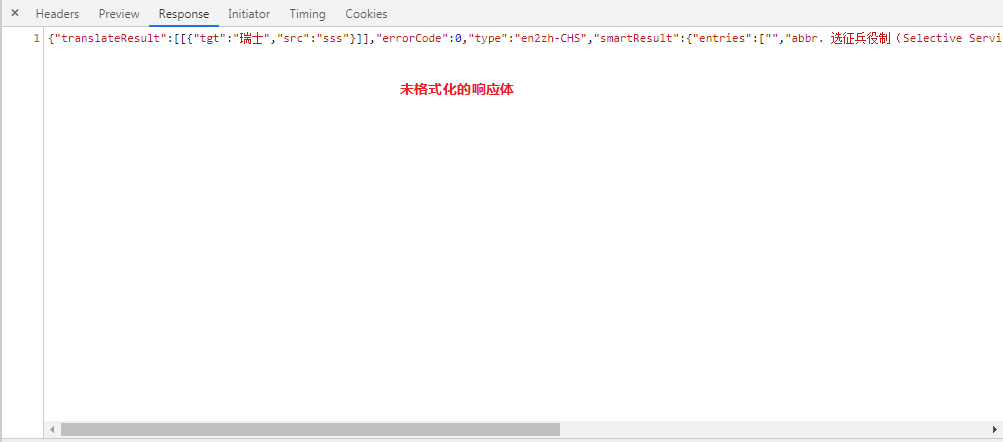 × Headers Preview Response Initiator Timing Cookies
1 {"translateResult":[[{"tgt":"瑞士","src":"sss"}]],"errorCode":0,"type":"en2zh-CHS","smartResult":{"entries":["","abbr. 选征兵役制（Selective Servi
未格式化的响应体